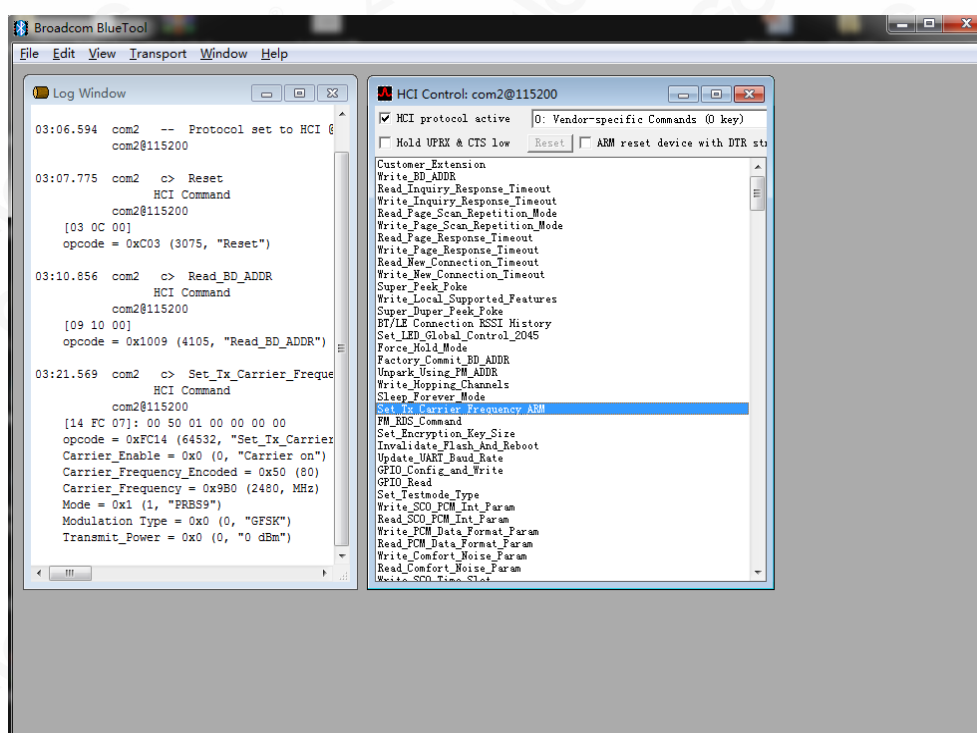 Broadcom BlueTool
File Edit View Transport Window Help
Log Window
03:06.594 com2 -- Protocol set to HCI @
com2@115200
03:07.775 com2 c> Reset
HCI Command
com2@115200
[03 0C 00]
opcode = 0xC03 (3075, "Reset")
03:10.856 com2 c> Read_BD_ADDR
HCI Command
com2@115200
[09 10 00]
opcode = 0x1009 (4105, "Read_BD_ADDR")
03:21.569 com2 c> Set_Tx_Carrier_Freque
HCI Command
com2@115200
[14 FC 07]: 00 50 01 00 00 00 00
opcode = 0xFC14 (64532, "Set_Tx_Carrier
Carrier_Enable = 0x0 (0, "Carrier on")
Carrier_Frequency_Encoded = 0x50 (80)
Carrier_Frequency = 0x9B0 (2480, MHz)
Mode = 0x1 (1, "PRBS9")
Modulation Type = 0x0 (0, "GFSK")
Transmit_Power = 0x0 (0, "0 dBm")
HCI Control: com2@115200
HCI protocol active
0: Vendor-specific Commands (0 key)
Hold UPRX & CTS low
Reset
ARM reset device with DTR str
Customer_Extension
Write_BD_ADDR
Read_Inquiry_Response_Timeout
Write_Inquiry_Response_Timeout
Read_Page_Scan_Repetition_Mode
Write_Page_Scan_Repetition_Mode
Read_Page_Response_Timeout
Write_Page_Response_Timeout
Read_New_Connection_Timeout
Write_New_Connection_Timeout
Super_Peek_Poke
Write_Local_Supported_Features
Super_Duper_Peek_Poke
BT/LE Connection RSSI History
Set_LED_Global_Control_2045
Force_Hold_Mode
Factory_Commit_BD_ADDR
Unpark_Using_PM_ADDR
Write_Hopping_Channels
Sleep_Forever_Mode
Set_Tx_Carrier_Frequency_ARM
FM_RDS_Command
Set_Encryption_Key_Size
Invalidate_Flash_And_Reboot
Update_UART_Baud_Rate
GPIO_Config_and_Write
GPIO_Read
Set_Testmode_Type
Write_SCO_PCM_Int_Param
Read_SCO_PCM_Int_Param
Write_PCM_Data_Format_Param
Read_PCM_Data_Format_Param
Write_Comfort_Noise_Param
Read_Comfort_Noise_Param
Write_SCO_Time_Slot